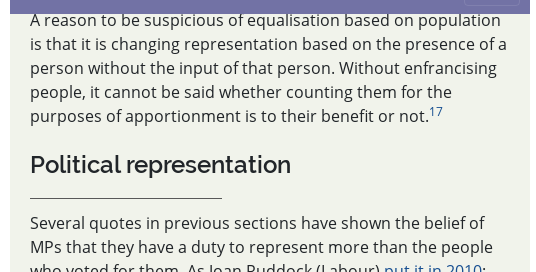 A reason to be suspicious of equalisation based on population
is that it is changing representation based on the presence of a
person without the input of that person. Without enfrancising
people, it cannot be said whether counting them for the
purposes of apportionment is to their benefit or not.17
Political representation
Several quotes in previous sections have shown the belief of
MPs that they have a duty to represent more than the people
who voted for them. As Joan Ruddock (Labour) put it in 2010: